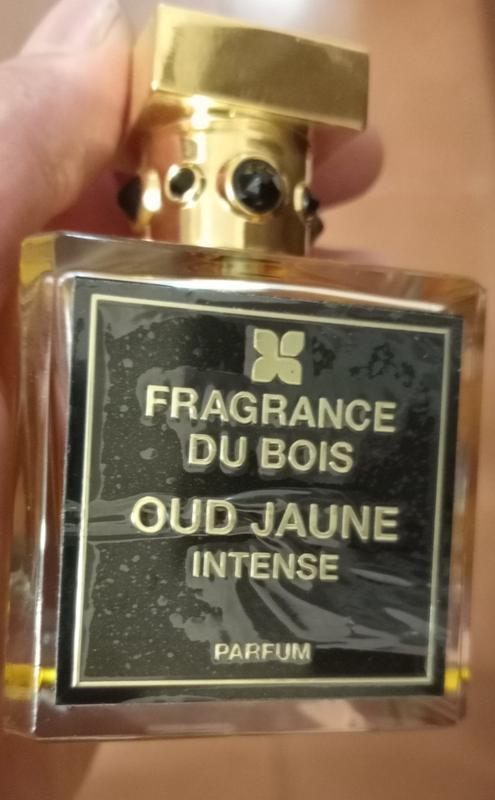 FRAGRANCE
DU BOIS
OUD JAUNE
INTENSE
PARFUM